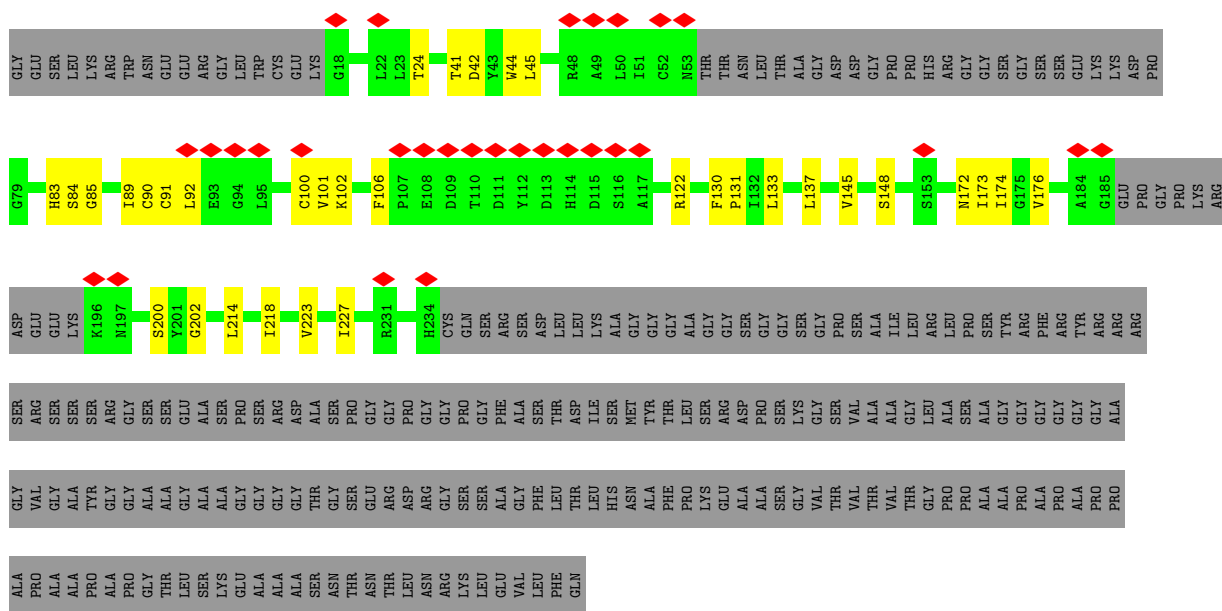 GLY GLU SER LEU LYS ARG TRP ASN GLU GLU ARG GLY LEU TRP CYS GLU LYS G18 L22 L23 T24 T41 D42 Y43 W44 L45 R48 A49 L50 I51 C52 N53 THR THR ASN LEU THR ALA GLY ASP ASP GLY PRO PRO HIS ARG GLY GLY SER GLY SER SER GLU LYS LYS ASP PRO
G79 H83 S84 G85 I89 C90 C91 L92 E93 G94 L95 C100 V101 K102 F106 P107 E108 D109 T110 D111 Y112 D113 H114 D115 S116 A117 R122 F130 P131 I132 L133 L137 V145 S148 S153 N172 I173 I174 G175 V176 A184 G185 GLU PRO GLY PRO LYS ARG
ASP GLU GLU LYS K196 N197 S200 Y201 G202 L214 I218 V223 I227 R231 H234 CYS GLN SER ARG SER ASP LEU LEU LYS ALA GLY GLY GLY ALA GLY GLY SER GLY GLY SER GLY PRO SER ALA ILE LEU ARG LEU PRO SER TYR ARG PHE ARG TYR ARG ARG ARG
SER ARG SER SER SER ARG GLY SER SER GLU ALA SER PRO SER ARG ASP ALA SER PRO GLY GLY PRO GLY GLY PRO GLY PHE ALA SER THR ASP ILE SER MET TYR THR LEU SER ARG ASP PRO SER LYS GLY SER VAL ALA ALA GLY LEU ALA SER ALA GLY GLY GLY GLY GLY GLY ALA
GLY VAL GLY ALA TYR GLY GLY ALA ALA GLY ALA ALA GLY GLY GLY GLY THR GLY SER GLU ARG ASP ARG GLY SER SER ALA GLY PHE LEU THR LEU HIS ASN ALA PHE PRO LYS GLU ALA ALA SER GLY VAL THR VAL THR VAL THR GLY PRO PRO ALA ALA PRO ALA PRO ALA PRO PRO
ALA PRO ALA ALA PRO ALA PRO GLY THR LEU SER LYS GLU ALA ALA ALA SER ASN THR ASN THR LEU ASN ARG LYS LEU GLU VAL LEU PHE GLN